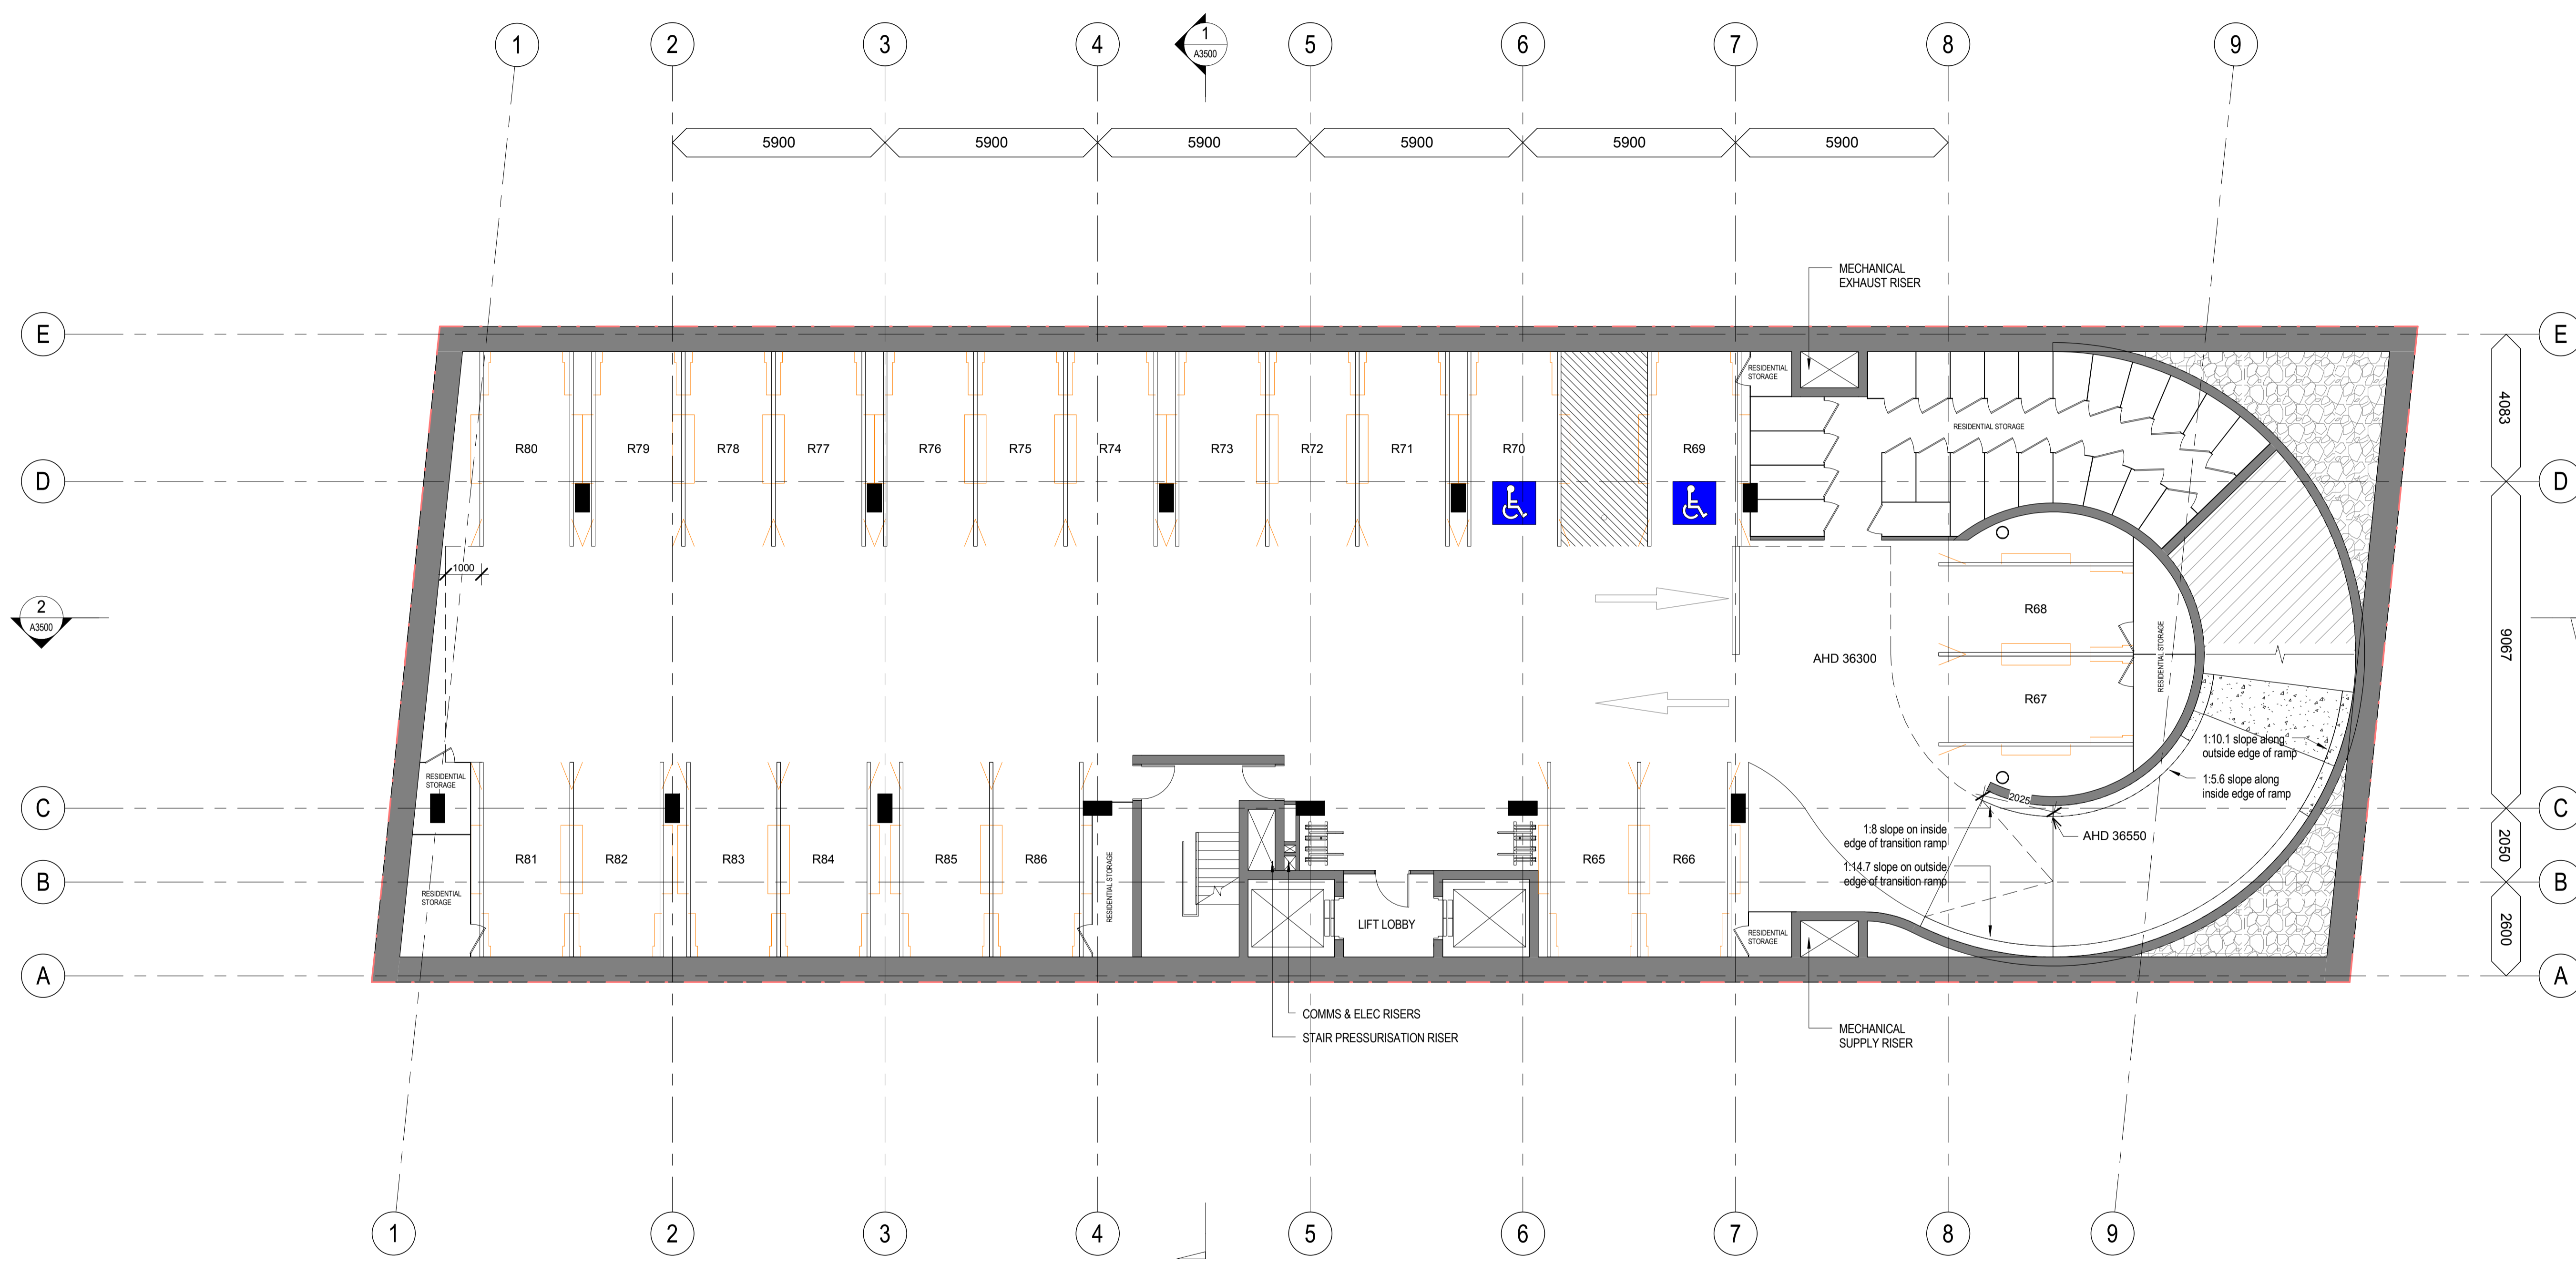 1
2
3
4
1
A3500
5
6
7
8
9
5900
5900
5900
5900
5900
5900
MECHANICAL
EXHAUST RISER
E
E
4083
RESIDENTIAL
STORAGE
RESIDENTIAL STORAGE
R80
R79
R78
R77
R76
R75
R74
R73
R72
R71
R70
R69
D
D
1000
2
A3500
9067
R68
AHD 36300
RESIDENTIAL STORAGE
R67
1:10.1 slope along
outside edge of ramp
1:5.6 slope along
inside edge of ramp
RESIDENTIAL
STORAGE
2025
C
C
1:8 slope on inside
edge of transition ramp
AHD 36550
2050
R81
R82
R83
R84
R85
R86
RESIDENTIAL STORAGE
R65
R66
1:14.7 slope on outside
edge of transition ramp
B
B
RESIDENTIAL
STORAGE
LIFT LOBBY
RESIDENTIAL
STORAGE
2600
A
A
COMMS & ELEC RISERS
STAIR PRESSURISATION RISER
MECHANICAL
SUPPLY RISER
1
2
3
4
5
6
7
8
9